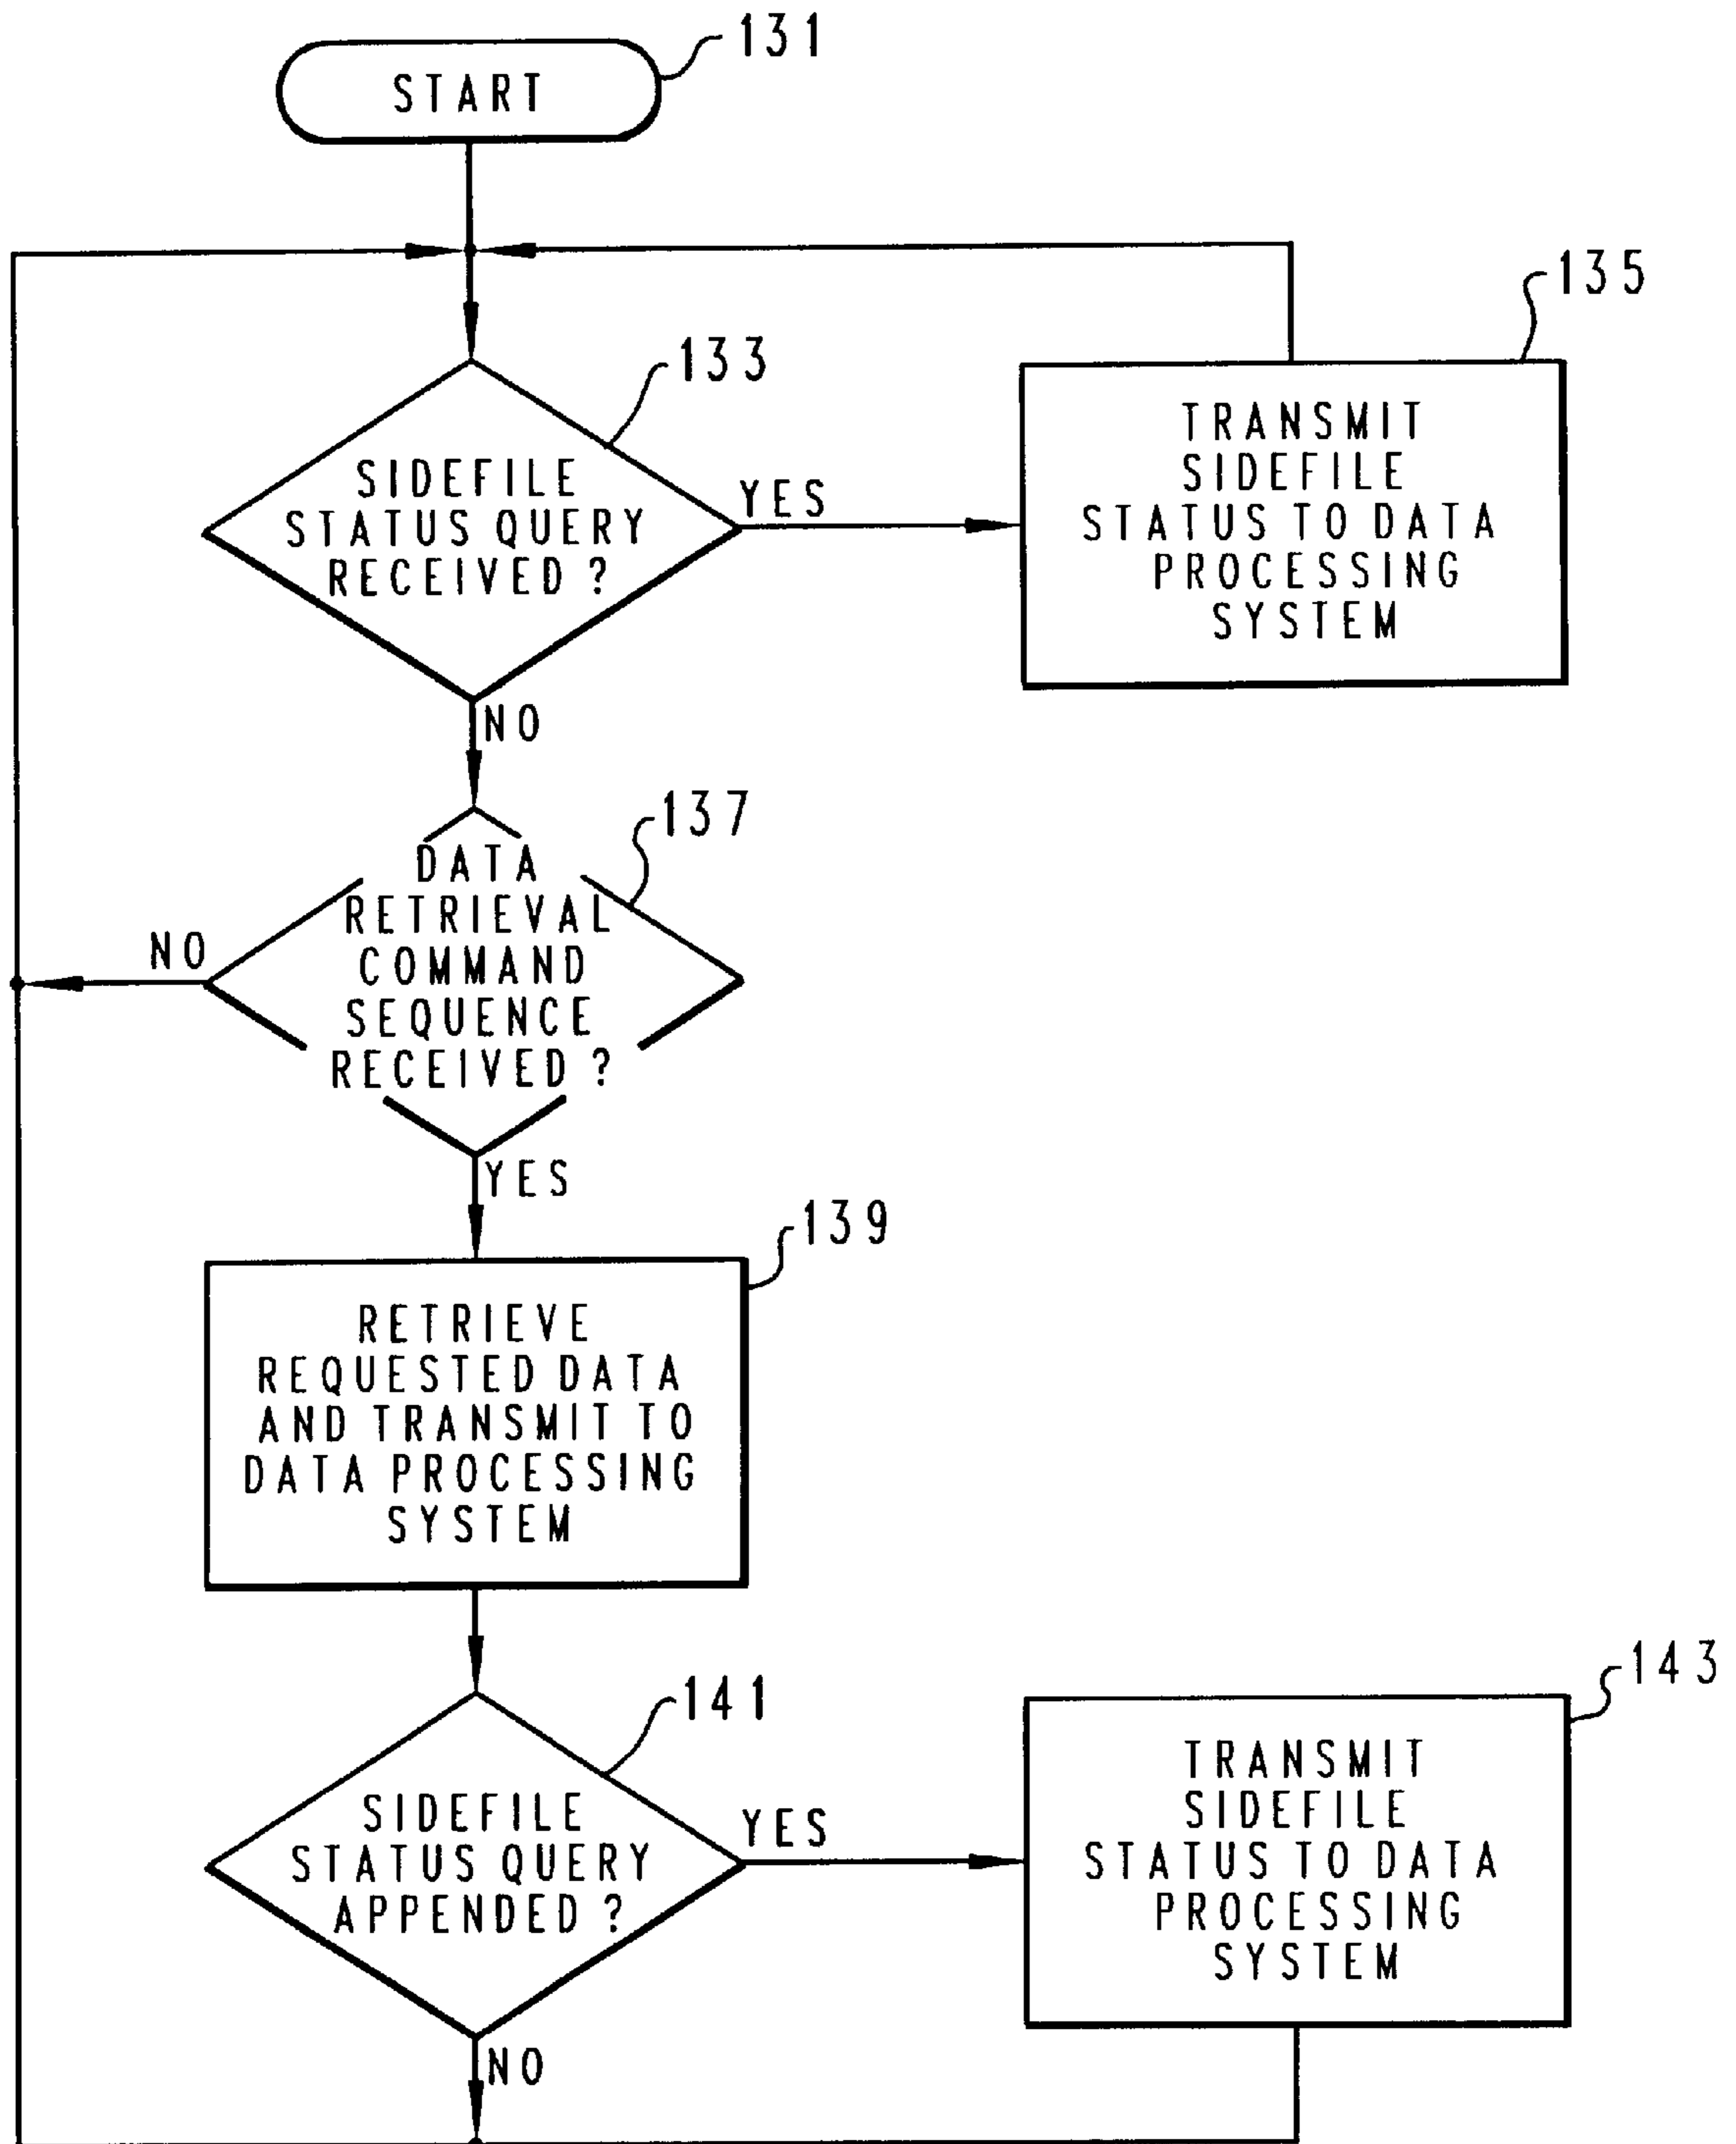 131
START
135
133
TRANSMIT
SIDEFILE
STATUS TO DATA
PROCESSING
SYSTEM
SIDEFILE
STATUS QUERY
RECEIVED ?
YES
NO
137
DATA
RETRIEVAL
COMMAND
SEQUENCE
RECEIVED ?
NO
YES
139
RETRIEVE
REQUESTED DATA
AND TRANSMIT TO
DATA PROCESSING
SYSTEM
143
141
TRANSMIT
SIDEFILE
STATUS TO DATA
PROCESSING
SYSTEM
SIDEFILE
STATUS QUERY
APPENDED ?
YES
NO